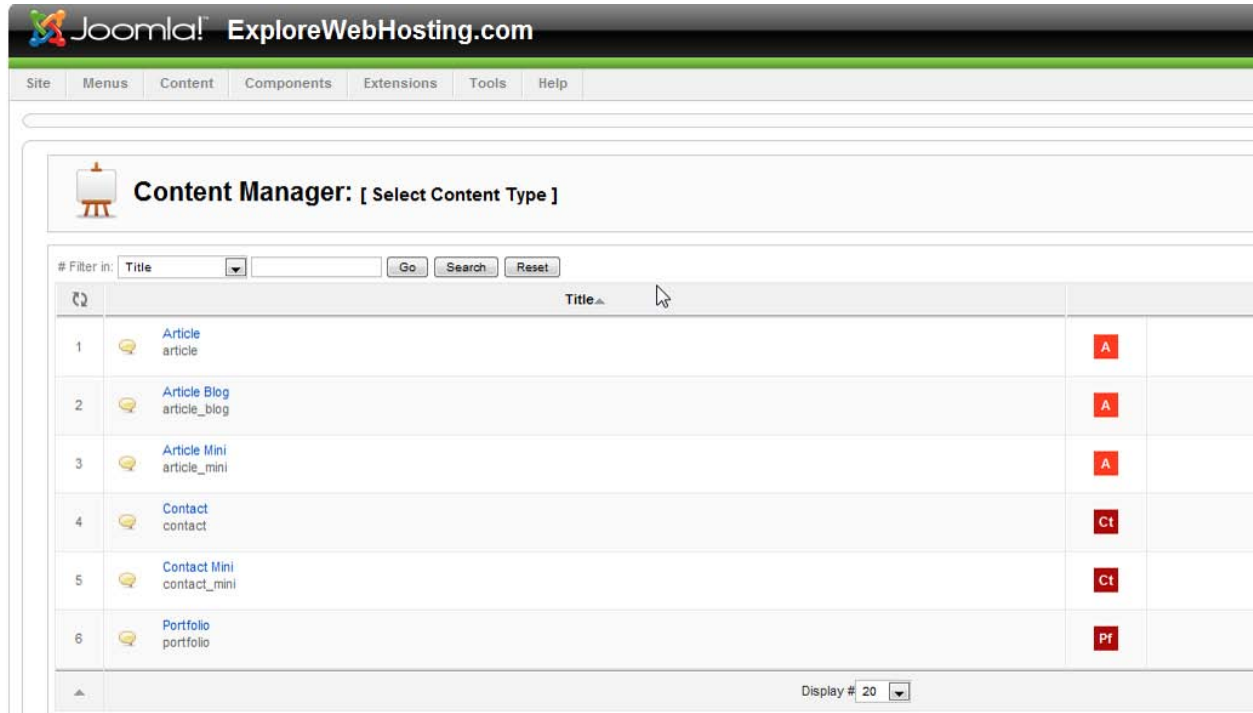 Joomla! ExploreWebHosting.com
Site Menus Content Components Extensions Tools Help
Content Manager: [ Select Content Type ]
# Filter in: Title Go Search Reset
Title
1 Article A
article
2 Article Blog A
article_blog
3 Article Mini A
article_mini
4 Contact Ct
contact
5 Contact Mini Ct
contact_mini
6 Portfolio Pf
portfolio
Display # 20